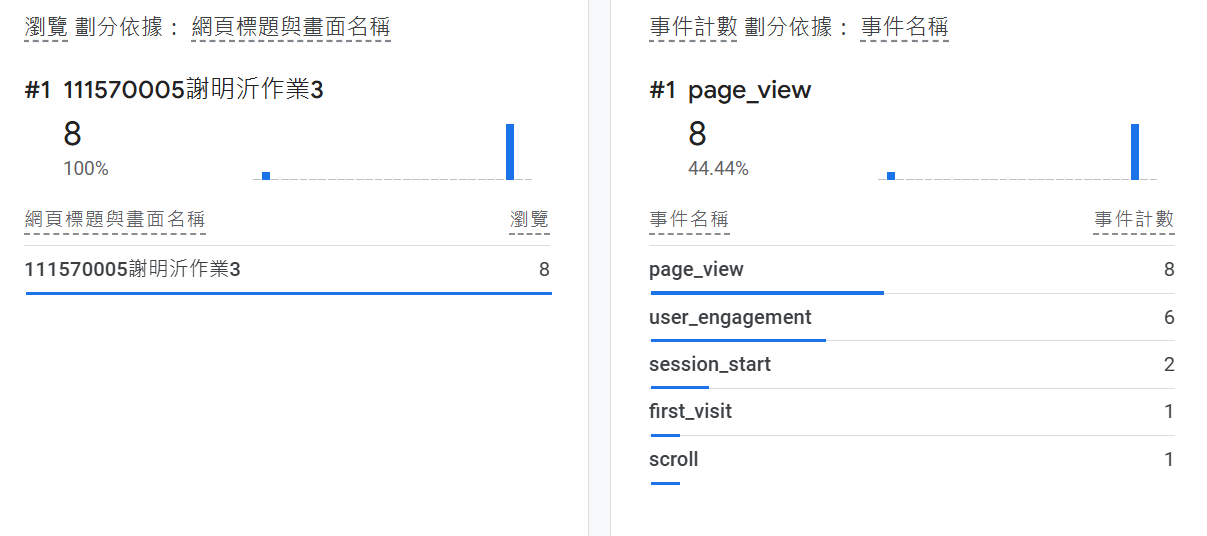 瀏覽 劃分依據： 網頁標題與畫面名稱
#1 111570005謝明沂作業3
8
100%
網頁標題與畫面名稱 瀏覽
111570005謝明沂作業3 8
事件計數 劃分依據： 事件名稱
#1 page_view
8
44.44%
事件名稱 事件計數
page_view 8
user_engagement 6
session_start 2
first_visit 1
scroll 1